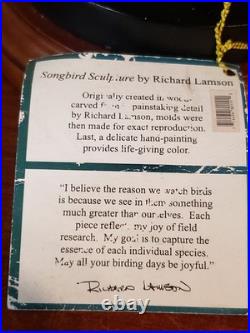 Songbird Sculpture by Richard Lamson
Originally created in wood,
carved from painstaking detail
by Richard Lamson, molds were
then made for exact reproduction.
Last, a delicate hand-painting
provides life-giving color.
"I believe the reason we watch birds
is because we see in them something
much greater than ourselves. Each
piece reflects my joy of field
research. My goal is to capture the
essence of each individual species.
May all your birding days be joyful."
RICHARD LAWSON